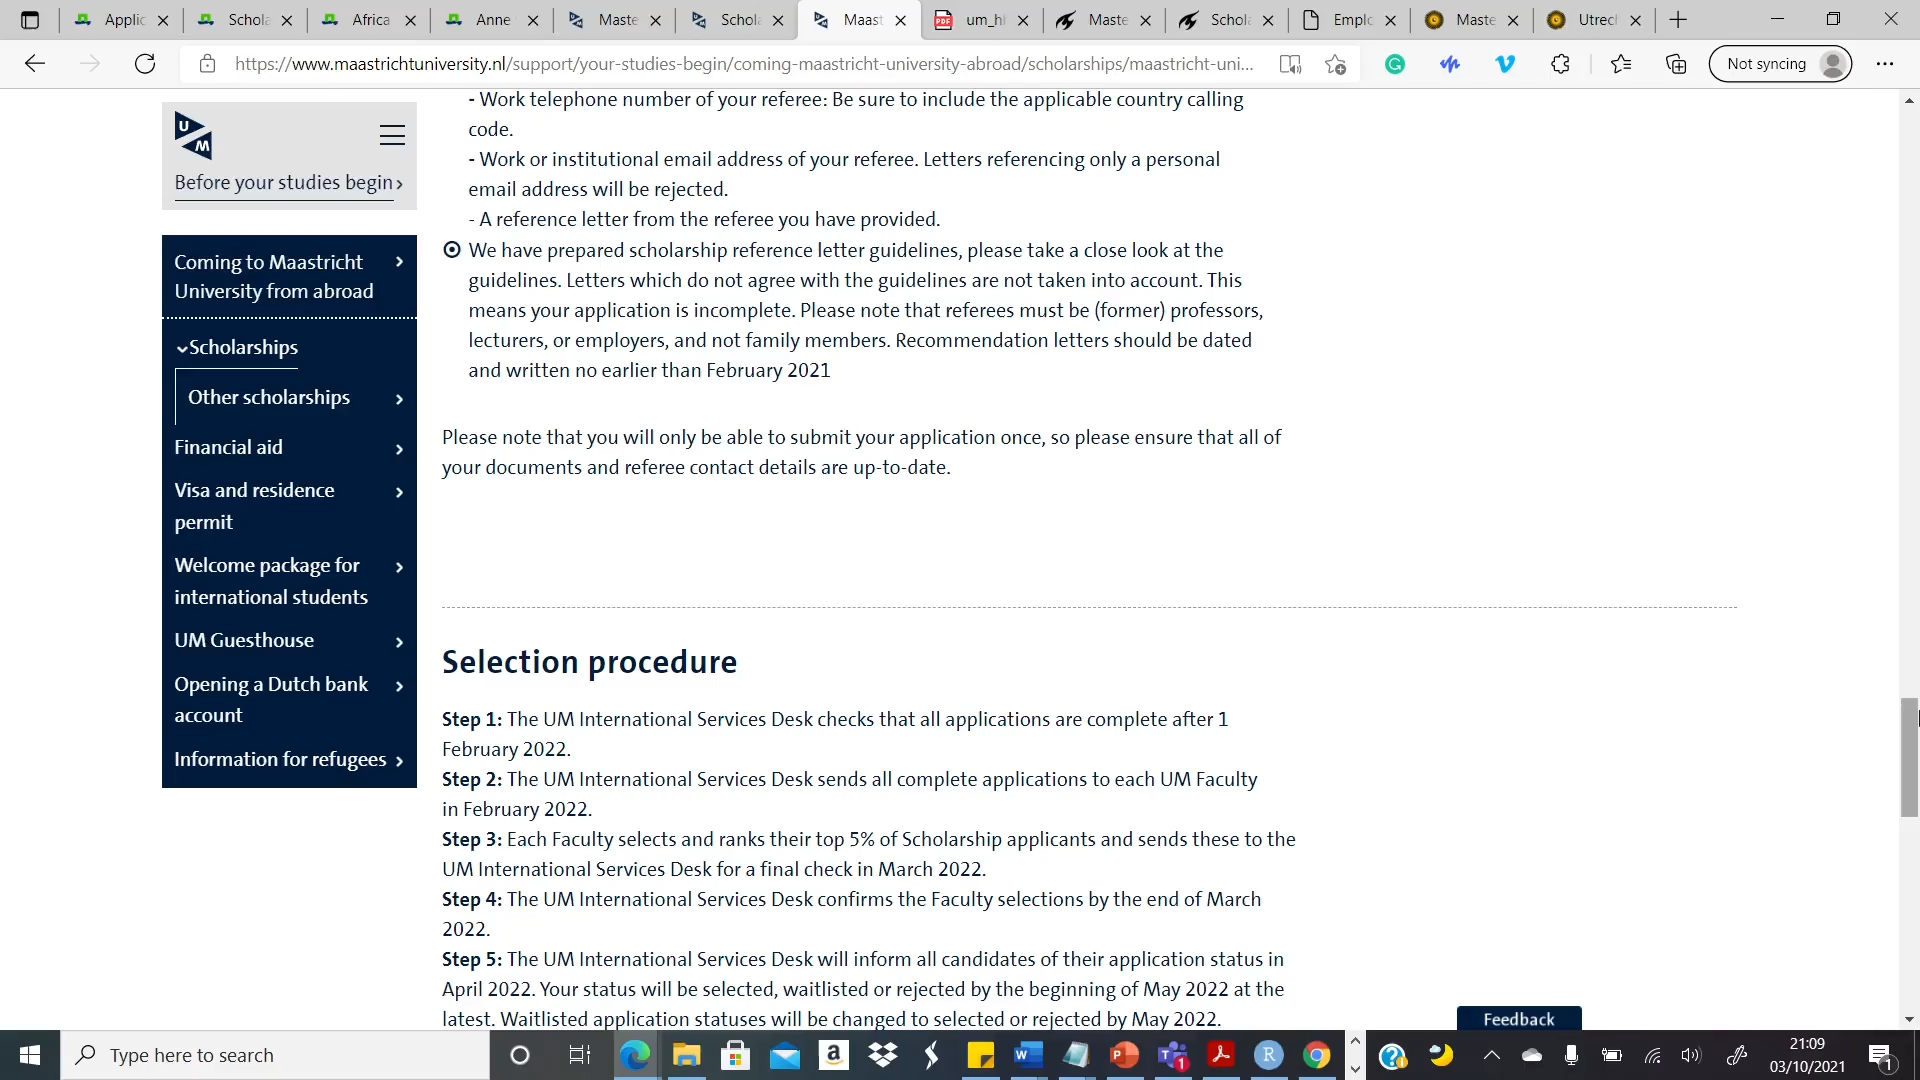 Applic
Schola
Africa
Anne
Maste
Schola
Maast
PDF
um_hl
Maste
Schola
Emplo
Maste
Utrech
https://www.maastrichtuniversity.nl/support/your-studies-begin/coming-maastricht-university-abroad/scholarships/maastricht-uni...
Not syncing
U
M
Before your studies begin
Coming to Maastricht
University from abroad
Scholarships
Other scholarships
Financial aid
Visa and residence
permit
Welcome package for
international students
UM Guesthouse
Opening a Dutch bank
account
Information for refugees
- Work telephone number of your referee: Be sure to include the applicable country calling
code.
- Work or institutional email address of your referee. Letters referencing only a personal
email address will be rejected.
- A reference letter from the referee you have provided.
We have prepared scholarship reference letter guidelines, please take a close look at the
guidelines. Letters which do not agree with the guidelines are not taken into account. This
means your application is incomplete. Please note that referees must be (former) professors,
lecturers, or employers, and not family members. Recommendation letters should be dated
and written no earlier than February 2021
Please note that you will only be able to submit your application once, so please ensure that all of
your documents and referee contact details are up-to-date.
Selection procedure
Step 1: The UM International Services Desk checks that all applications are complete after 1
February 2022.
Step 2: The UM International Services Desk sends all complete applications to each UM Faculty
in February 2022.
Step 3: Each Faculty selects and ranks their top 5% of Scholarship applicants and sends these to the
UM International Services Desk for a final check in March 2022.
Step 4: The UM International Services Desk confirms the Faculty selections by the end of March
2022.
Step 5: The UM International Services Desk will inform all candidates of their application status in
April 2022. Your status will be selected, waitlisted or rejected by the beginning of May 2022 at the
latest. Waitlisted application statuses will be changed to selected or rejected by May 2022.
Feedback
Type here to search
21:09
03/10/2021
1